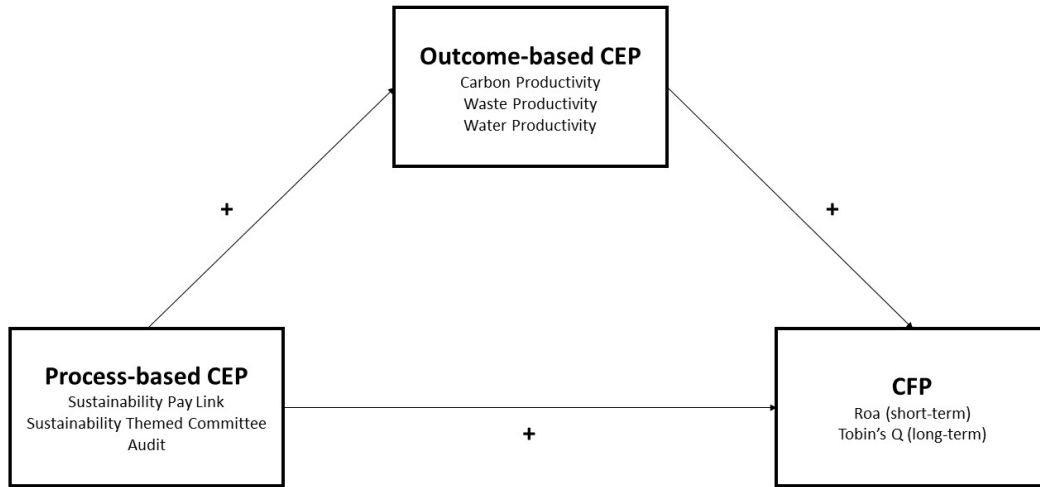 Outcome-based CEP
Carbon Productivity
Waste Productivity
Water Productivity
+
+
Process-based CEP
Sustainability Pay Link
Sustainability Themed Committee
Audit
+
CFP
Roa (short-term)
Tobin's Q (long-term)